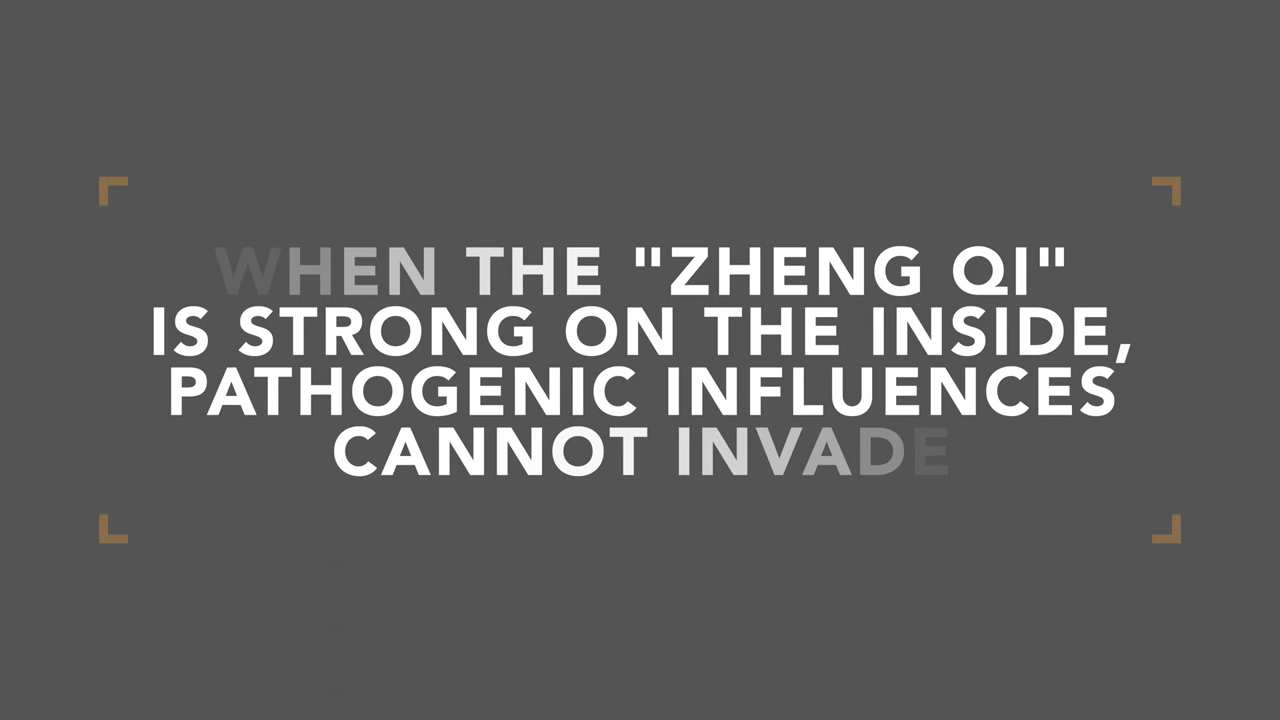 WHEN THE "ZHENG QI"
IS STRONG ON THE INSIDE,
PATHOGENIC INFLUENCES
CANNOT INVADE